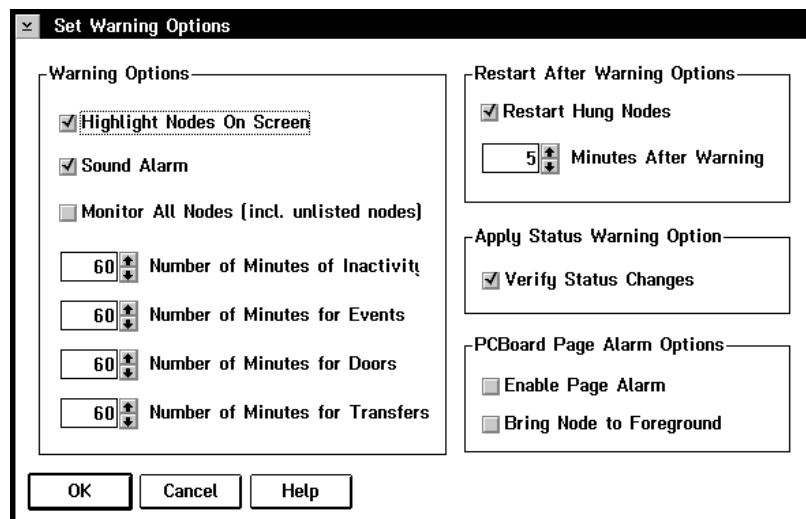 Set Warning Options
Warning Options
Highlight Nodes On Screen
Sound Alarm
Monitor All Nodes (incl. unlisted nodes)
60 Number of Minutes of Inactivity
60 Number of Minutes for Events
60 Number of Minutes for Doors
60 Number of Minutes for Transfers
Restart After Warning Options
Restart Hung Nodes
5 Minutes After Warning
Apply Status Warning Option
Verify Status Changes
PCBoard Page Alarm Options
Enable Page Alarm
Bring Node to Foreground
OK Cancel Help